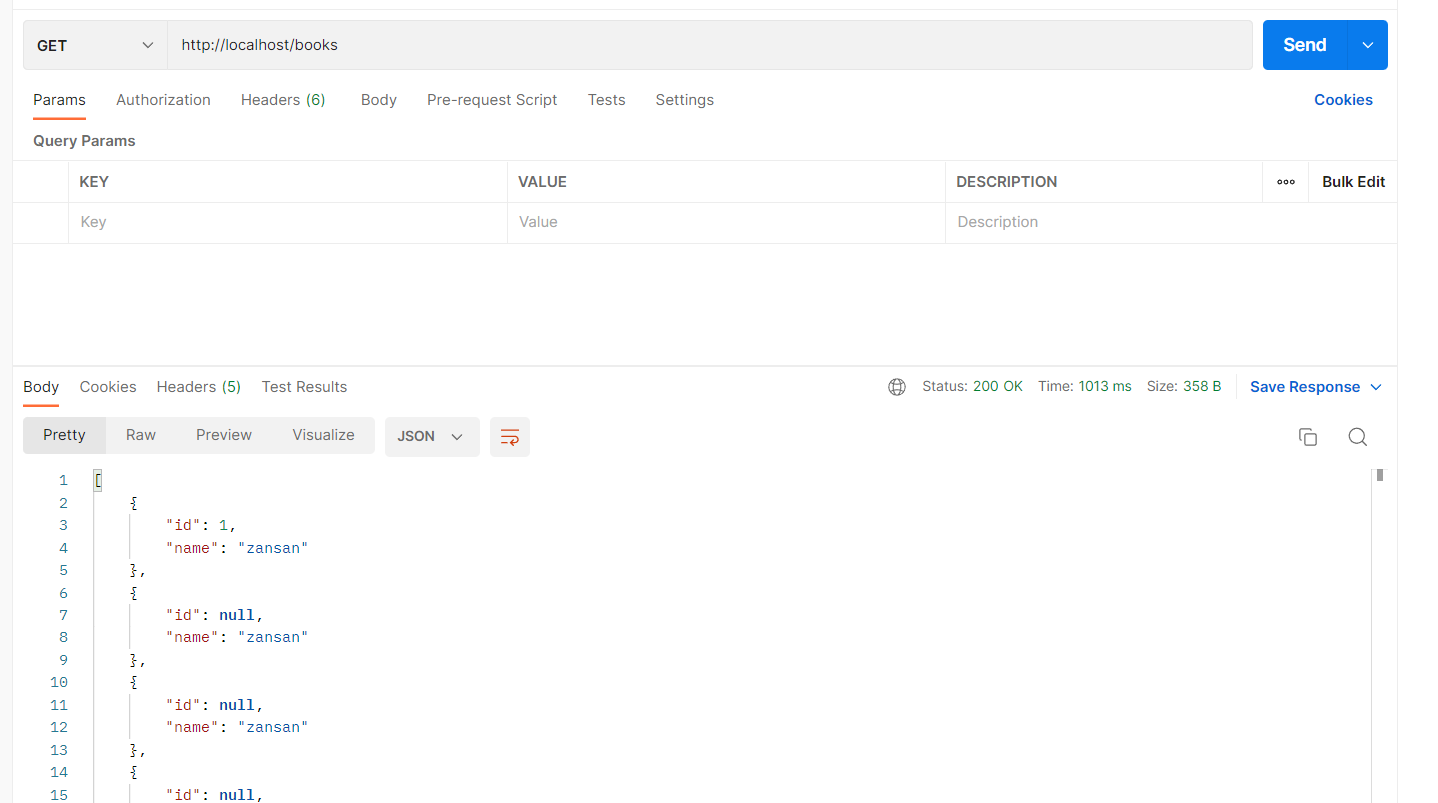 GET http://localhost/books Send
Params Authorization Headers (6) Body Pre-request Script Tests Settings Cookies
Query Params
KEY VALUE DESCRIPTION Bulk Edit
Key Value Description
Body Cookies Headers (5) Test Results Status: 200 OK Time: 1013 ms Size: 358 B Save Response
Pretty Raw Preview Visualize JSON
1 [
2 {
3 "id": 1,
4 "name": "zansan"
5 },
6 {
7 "id": null,
8 "name": "zansan"
9 },
10 {
11 "id": null,
12 "name": "zansan"
13 },
14 {
15 "id": null,